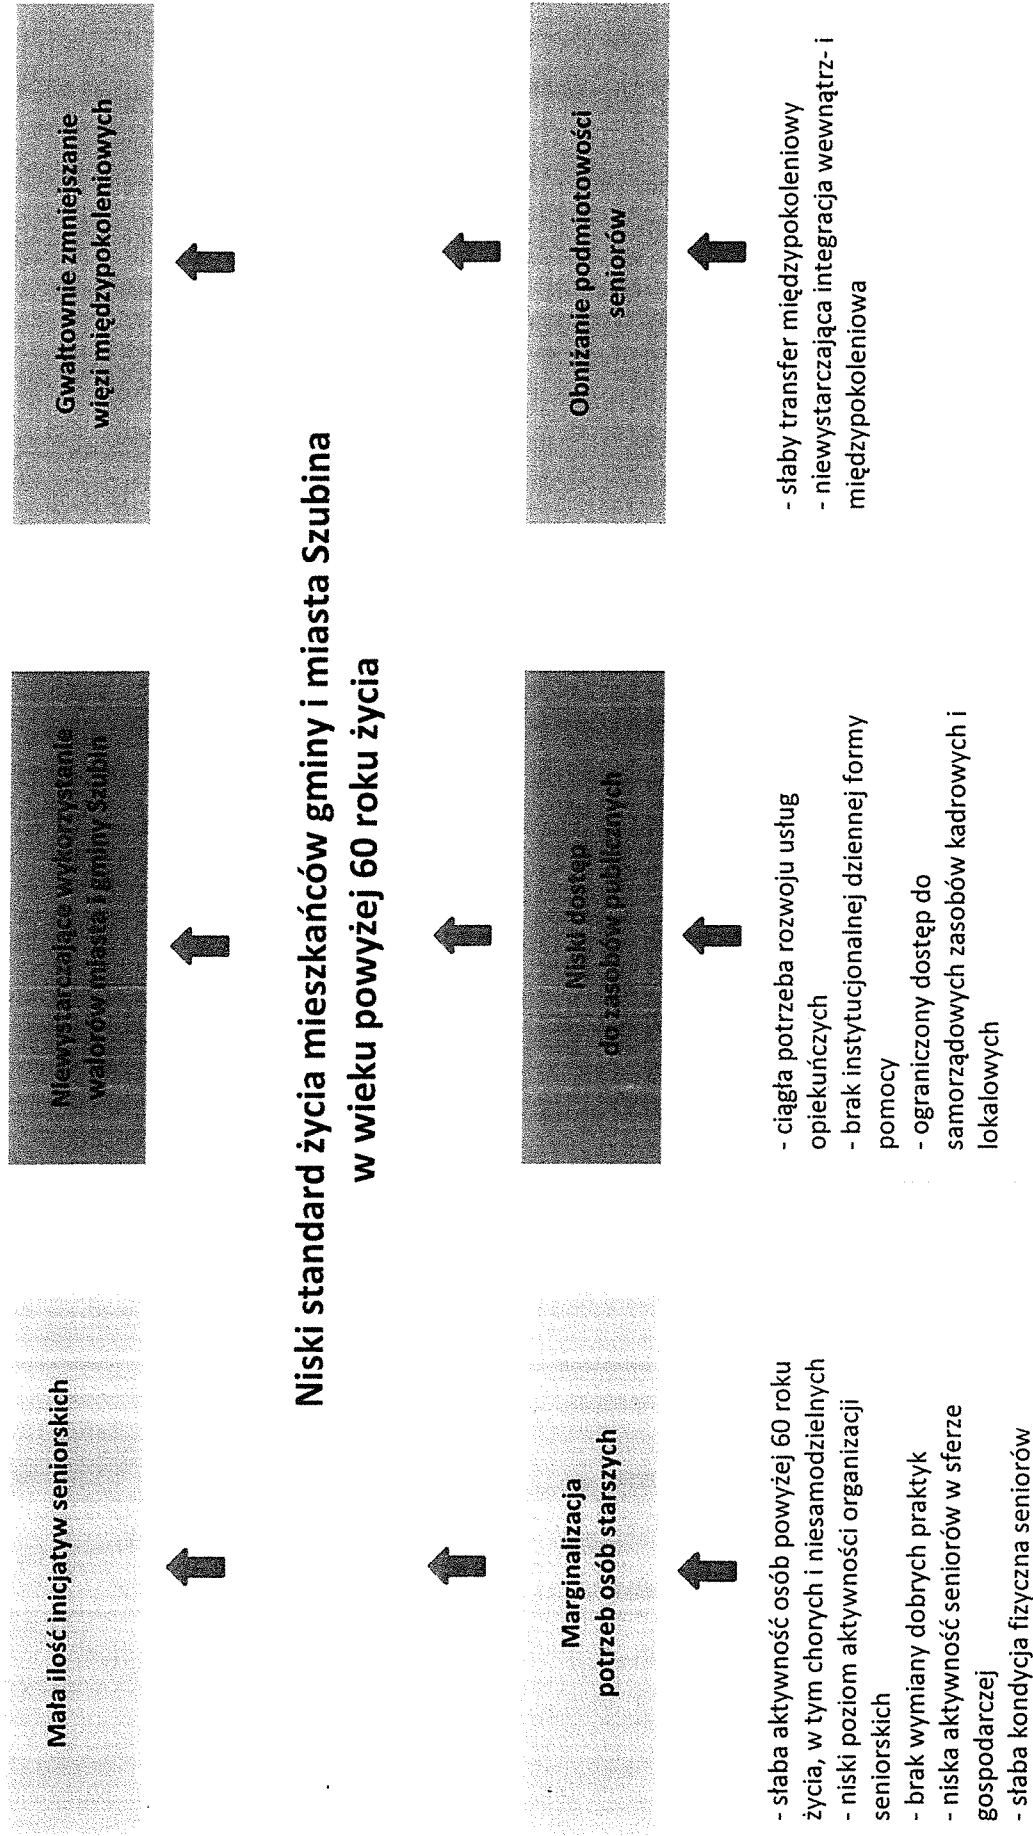 Mała ilość inicjatyw seniorskich
Niewystarczające wykorzystanie
walorów miasta i gminy Szubin
Gwałtownie zmniejszanie
więzi międzypokoleniowych
Niski standard życia mieszkańców gminy i miasta Szubina
w wieku powyżej 60 roku życia
Marginalizacja
potrzeb osób starszych
Niski dostęp
do zasobów publicznych
Obniżanie podmiotowości
seniorów
- słaba aktywność osób powyżej 60 roku
życia, w tym chorych i niesamodzielnych
- niski poziom aktywności organizacji
seniorskich
- brak wymiany dobrych praktyk
- niska aktywność seniorów w sferze
gospodarczej
- słaba kondycja fizyczna seniorów
- ciągła potrzeba rozwoju usług
opiekuńczych
- brak instytucjonalnej dziennej formy
pomocy
- ograniczony dostęp do
samorządowych zasobów kadrowych i
lokalowych
- słaby transfer międzypokoleniowy
- niewystarczająca integracja wewnątrz- i
międzypokoleniowa